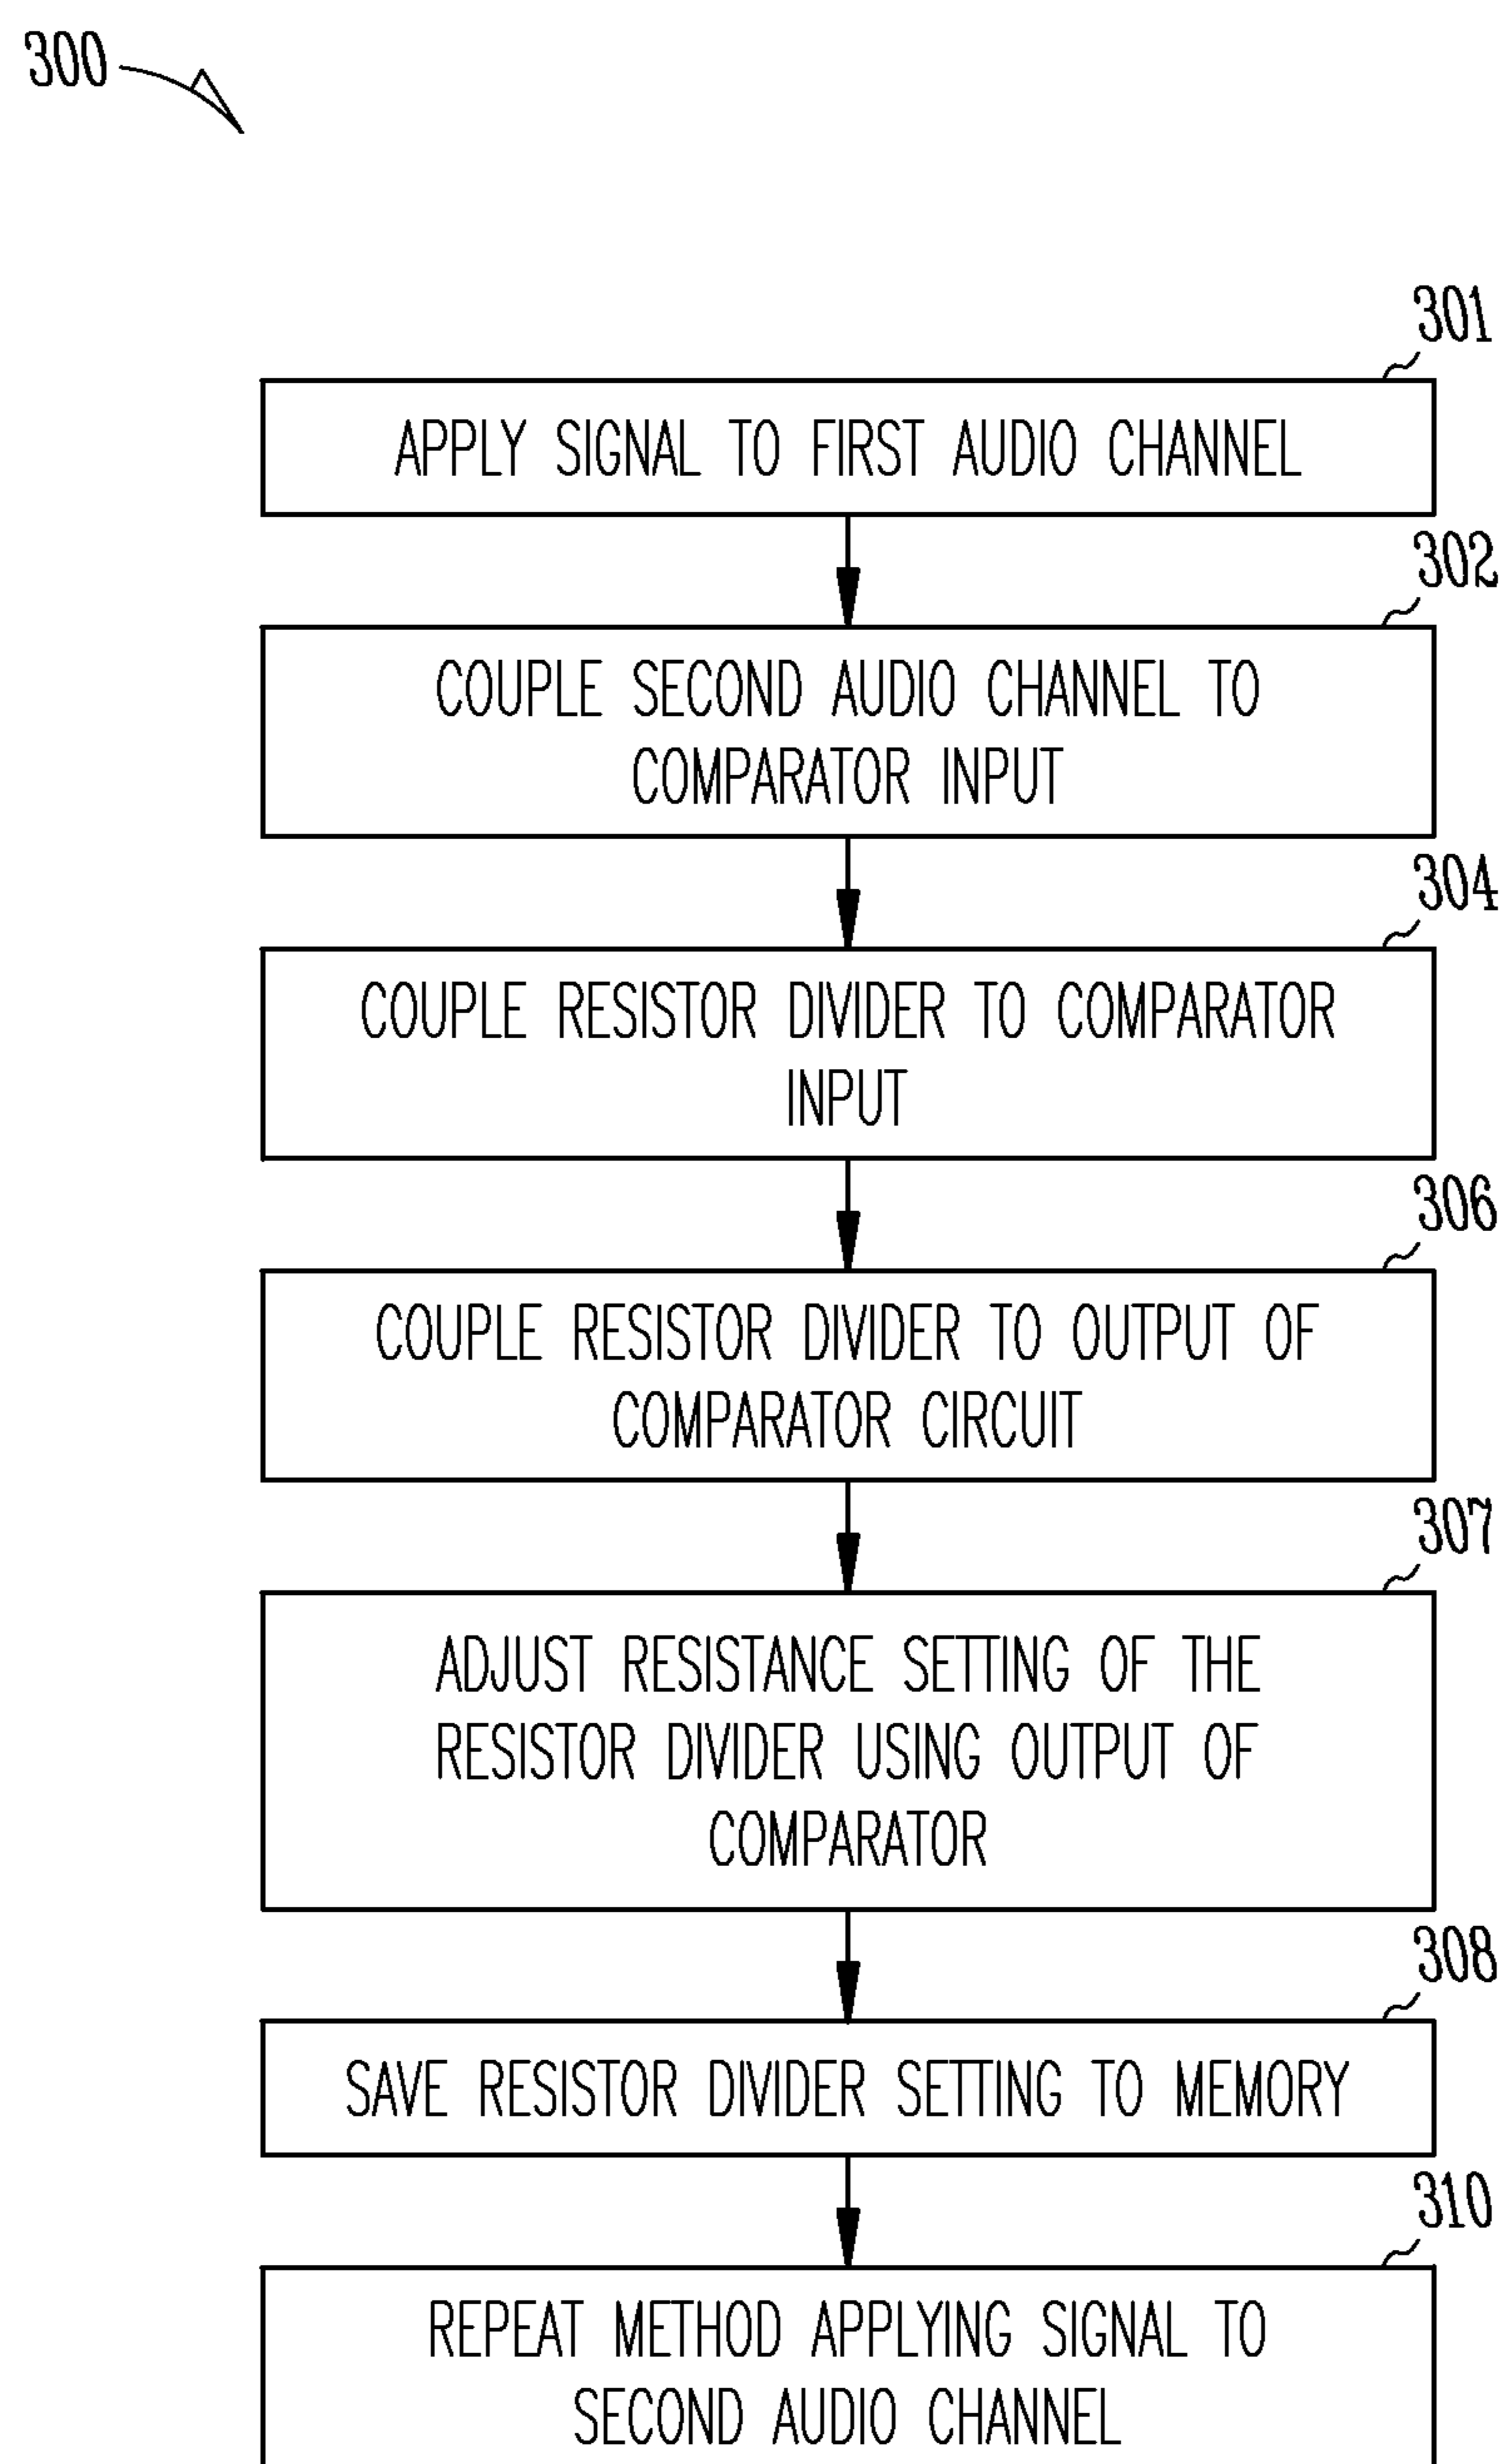 300
301
APPLY SIGNAL TO FIRST AUDIO CHANNEL
302
COUPLE SECOND AUDIO CHANNEL TO
COMPARATOR INPUT
304
COUPLE RESISTOR DIVIDER TO COMPARATOR
INPUT
306
COUPLE RESISTOR DIVIDER TO OUTPUT OF
COMPARATOR CIRCUIT
307
ADJUST RESISTANCE SETTING OF THE
RESISTOR DIVIDER USING OUTPUT OF
COMPARATOR
308
SAVE RESISTOR DIVIDER SETTING TO MEMORY
310
REPEAT METHOD APPLYING SIGNAL TO
SECOND AUDIO CHANNEL